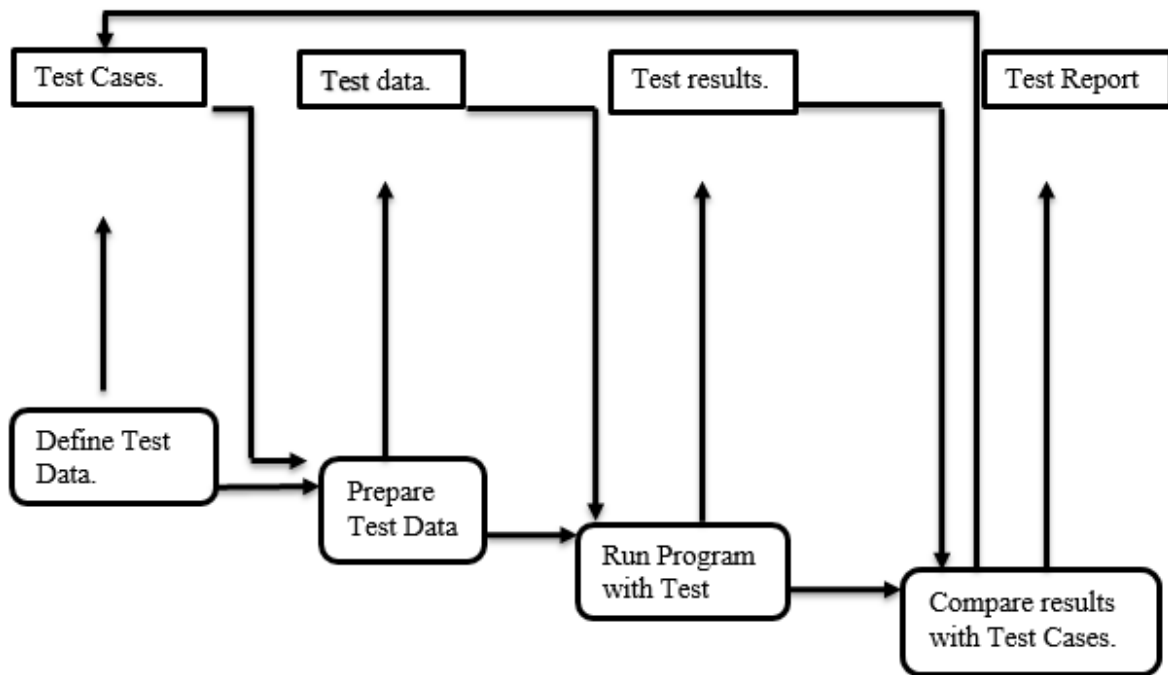 Test Cases.
Test data.
Test results.
Test Report
Define Test
Data.
Prepare
Test Data
Run Program
with Test
Compare results
with Test Cases.